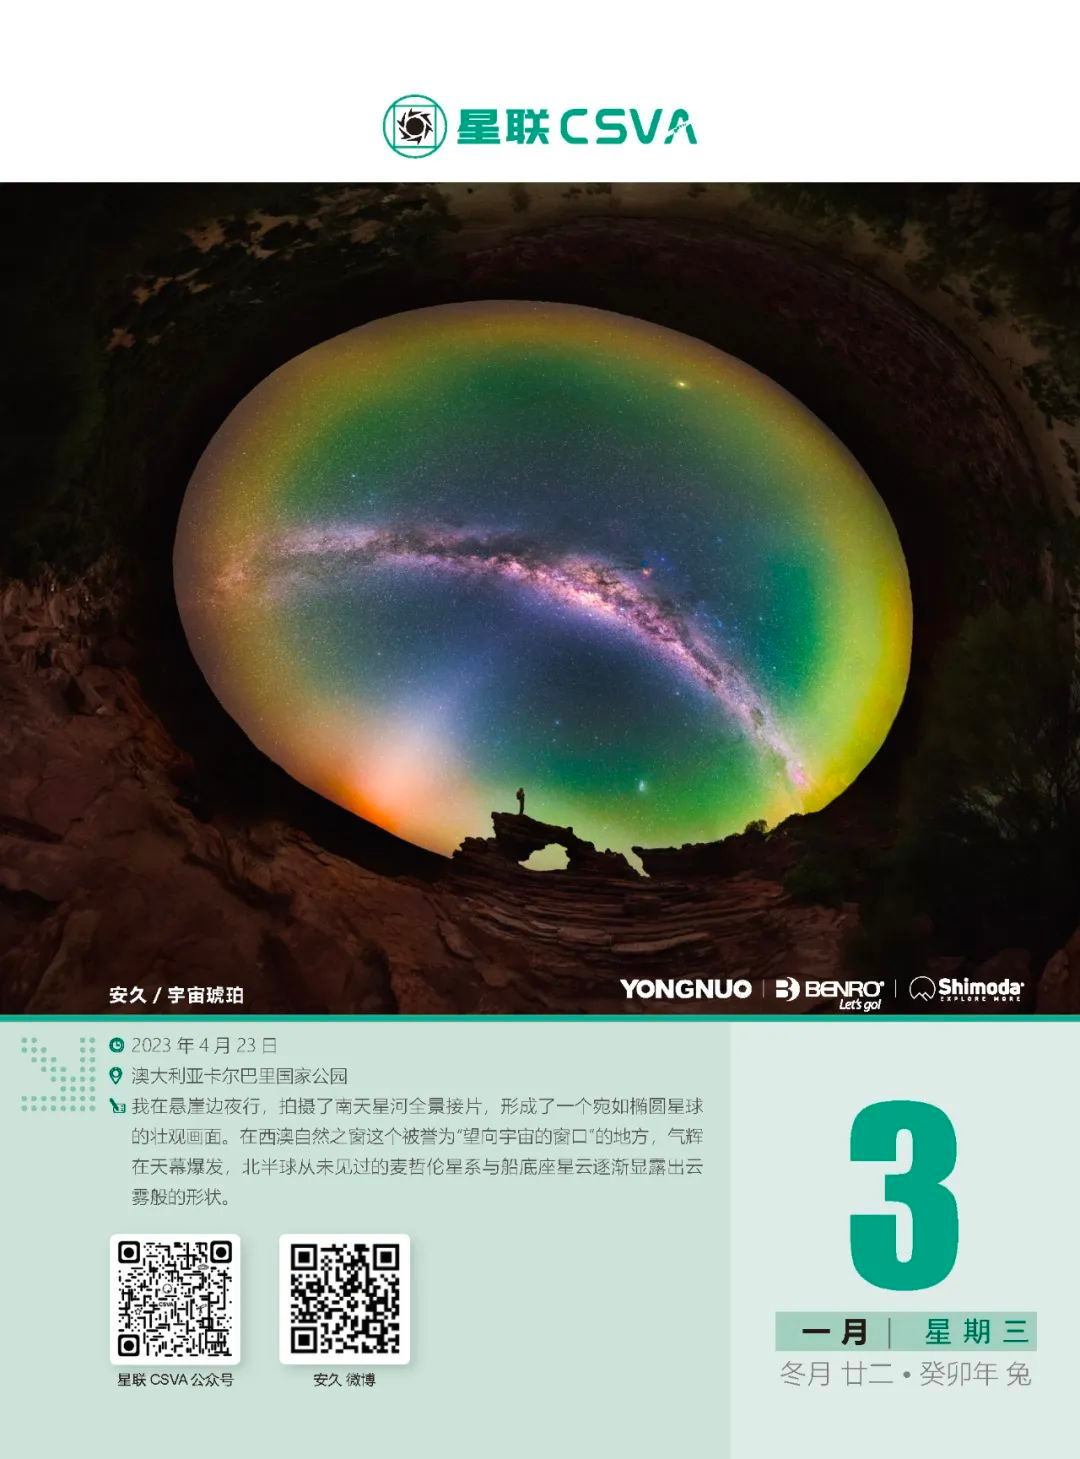 星联CSVA
安久 / 宇宙琥珀
YONGNUO | BENRO Let's go! | Shimoda EXPLORE MORE
2023 年 4 月 23 日
澳大利亚卡尔巴里国家公园
我在悬崖边夜行，拍摄了南天星河全景接片，形成了一个宛如椭圆星球
的壮观画面。在西澳自然之窗这个被誉为“望向宇宙的窗口”的地方，气辉
在天幕爆发，北半球从未见过的麦哲伦星系与船底座星云逐渐显露出云
雾般的形状。
3
一月 | 星期三
冬月 廿二 • 癸卯年 兔
星联 CSVA 公众号
安久 微博